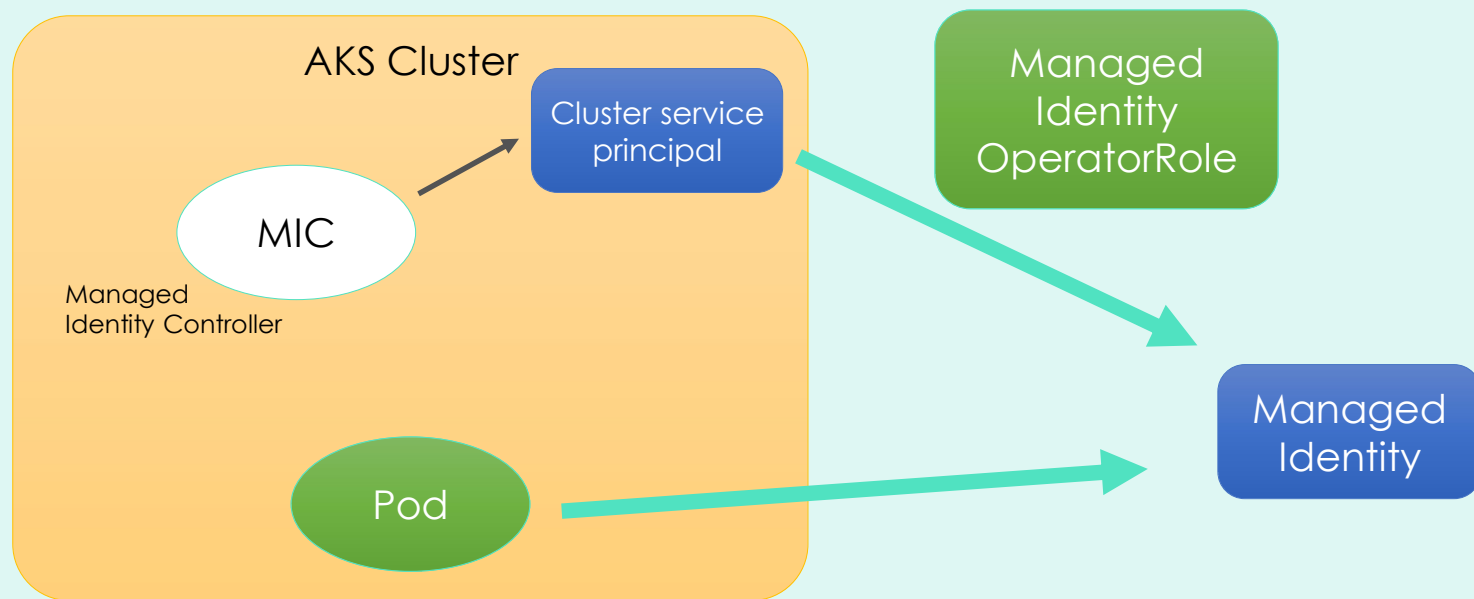 AKS Cluster
Cluster service
principal
MIC
Managed
Identity Controller
Pod
Managed
Identity
OperatorRole
Managed
Identity